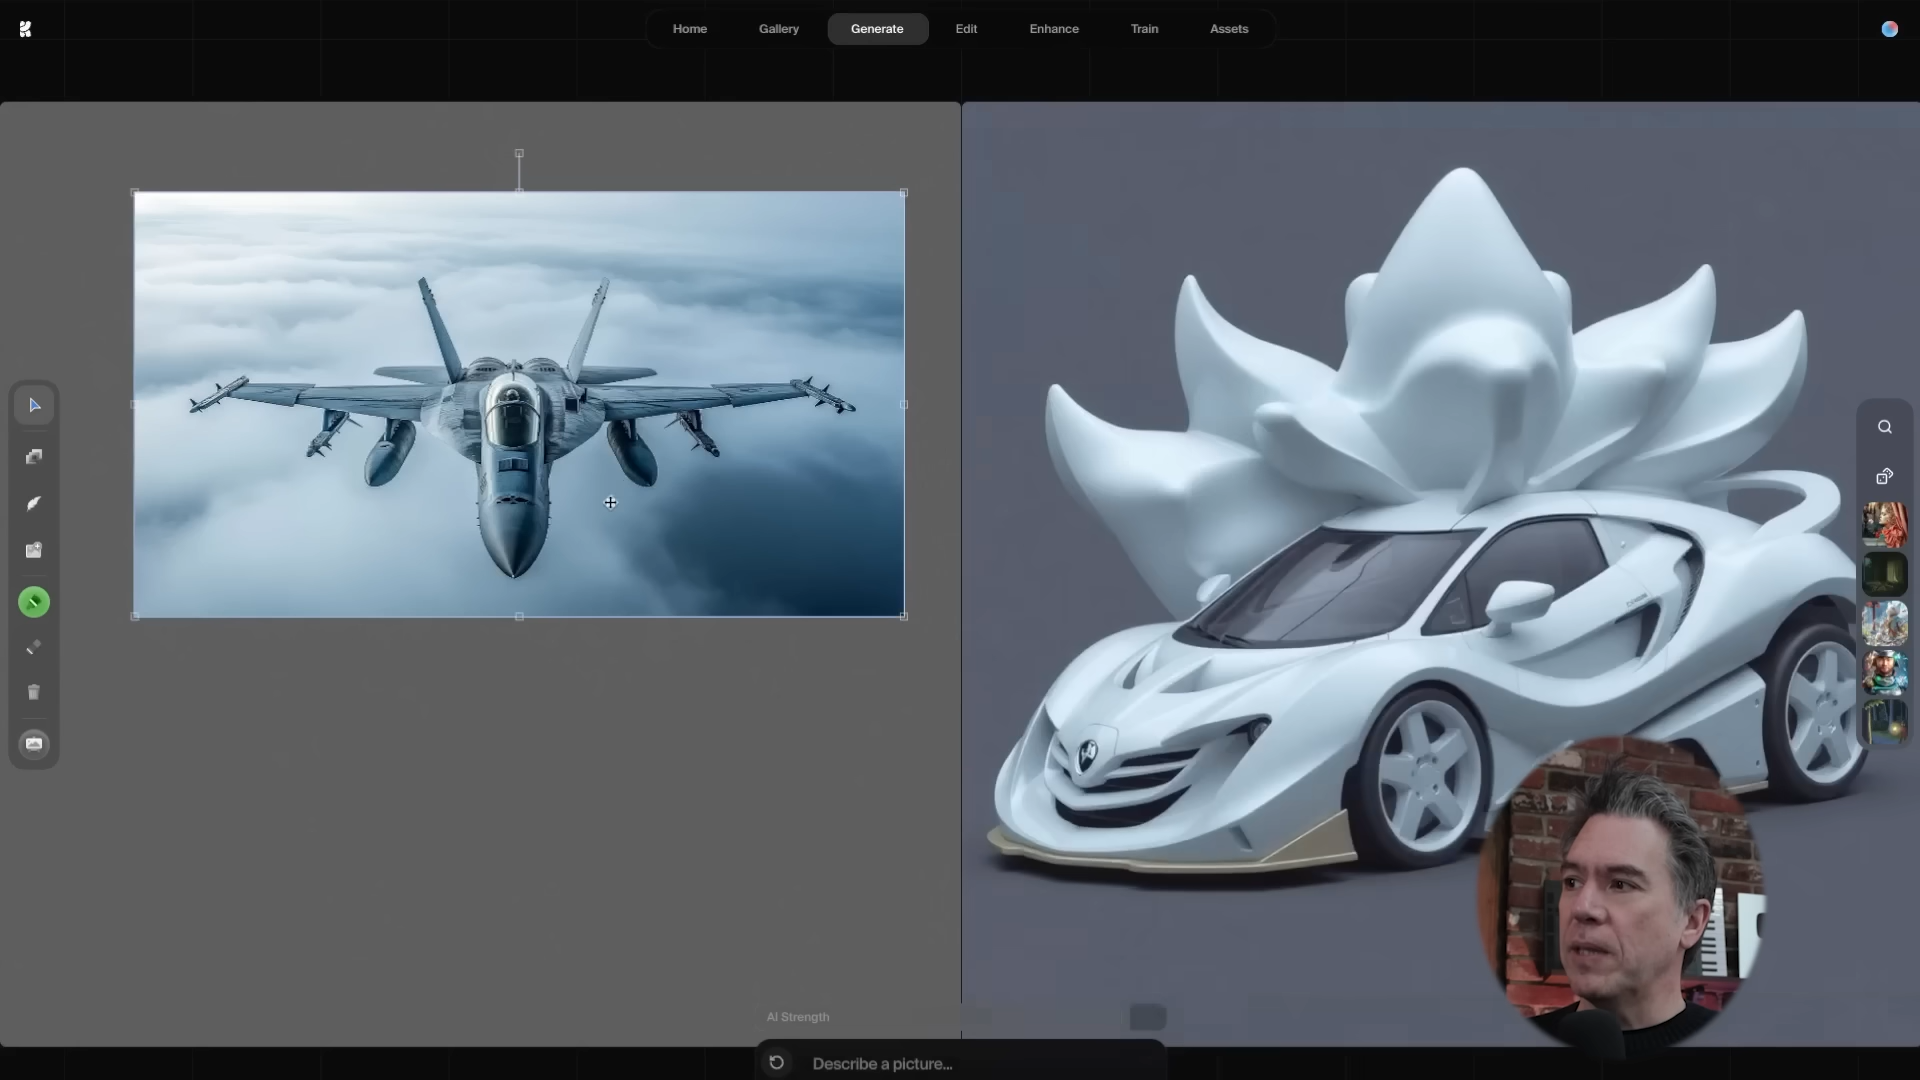 Home
Gallery
Generate
Edit
Enhance
Train
Assets
AI Strength
Describe a picture...